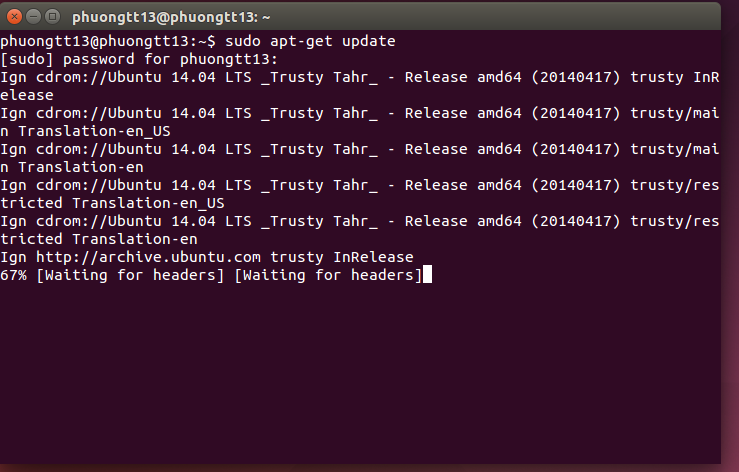 phuongtt13@phuongtt13: ~
phuongtt13@phuongtt13:~$ sudo apt-get update
[sudo] password for phuongtt13:
Ign cdrom://Ubuntu 14.04 LTS _Trusty Tahr_ - Release amd64 (20140417) trusty InR
elease
Ign cdrom://Ubuntu 14.04 LTS _Trusty Tahr_ - Release amd64 (20140417) trusty/mai
n Translation-en_US
Ign cdrom://Ubuntu 14.04 LTS _Trusty Tahr_ - Release amd64 (20140417) trusty/mai
n Translation-en
Ign cdrom://Ubuntu 14.04 LTS _Trusty Tahr_ - Release amd64 (20140417) trusty/res
tricted Translation-en_US
Ign cdrom://Ubuntu 14.04 LTS _Trusty Tahr_ - Release amd64 (20140417) trusty/res
tricted Translation-en
Ign http://archive.ubuntu.com trusty InRelease
67% [Waiting for headers] [Waiting for headers]